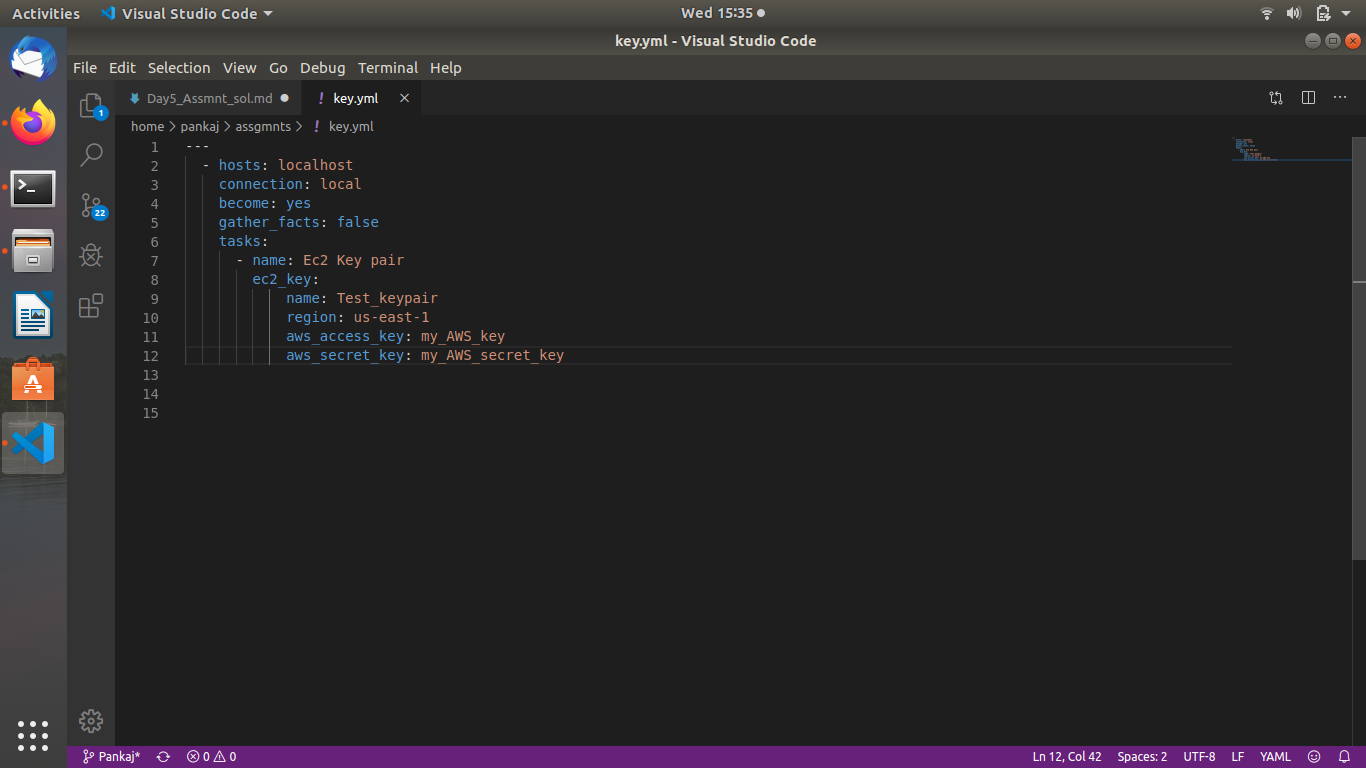 Activities Visual Studio Code Wed 15:35
key.yml - Visual Studio Code
File Edit Selection View Go Debug Terminal Help
Day5_Assmnt_sol.md ! key.yml
home > pankaj > assgmnts > ! key.yml
1 ---
2 - hosts: localhost
3 connection: local
4 become: yes
5 gather_facts: false
6 tasks:
7 - name: Ec2 Key pair
8 ec2_key:
9 name: Test_keypair
10 region: us-east-1
11 aws_access_key: my_AWS_key
12 aws_secret_key: my_AWS_secret_key
13
14
15
1
22
Pankaj* 0 0 Ln 12, Col 42 Spaces: 2 UTF-8 LF YAML